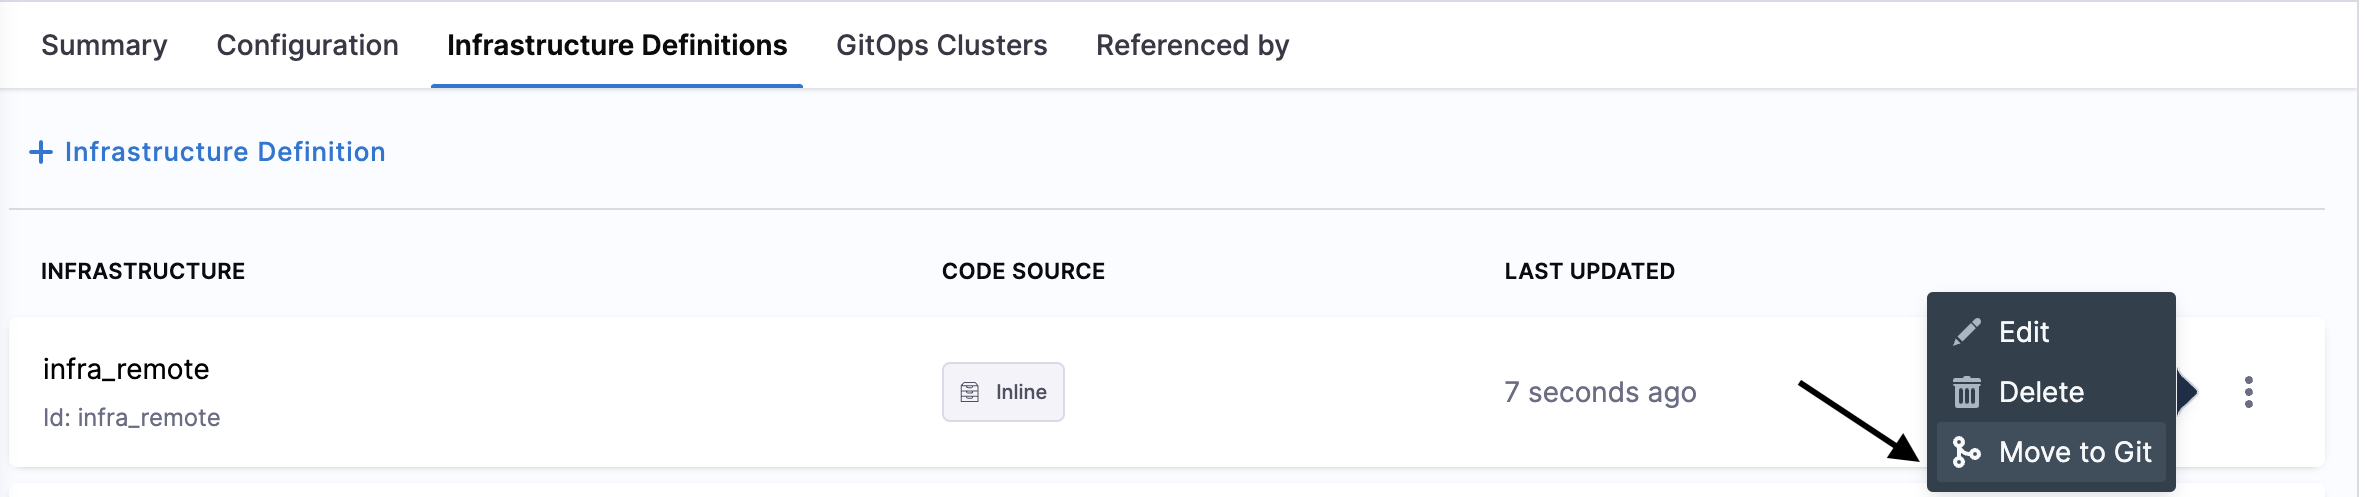 Summary Configuration Infrastructure Definitions GitOps Clusters Referenced by
+ Infrastructure Definition
INFRASTRUCTURE CODE SOURCE LAST UPDATED
infra_remote
Id: infra_remote
Inline
7 seconds ago
Edit
Delete
Move to Git